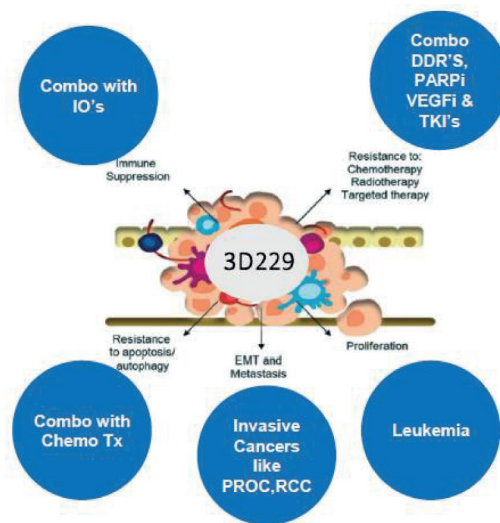 Combo with
IO's
Combo
DDR'S,
PARPi
VEGFi &
TKI's
Immune
Suppression
Resistance to:
Chemotherapy
Radiotherapy
Targeted therapy
3D229
Resistance
to apoptosis/
autophagy
EMT and
Metastasis
Proliferation
Combo with
Chemo Tx
Invasive
Cancers
like
PROC,RCC
Leukemia